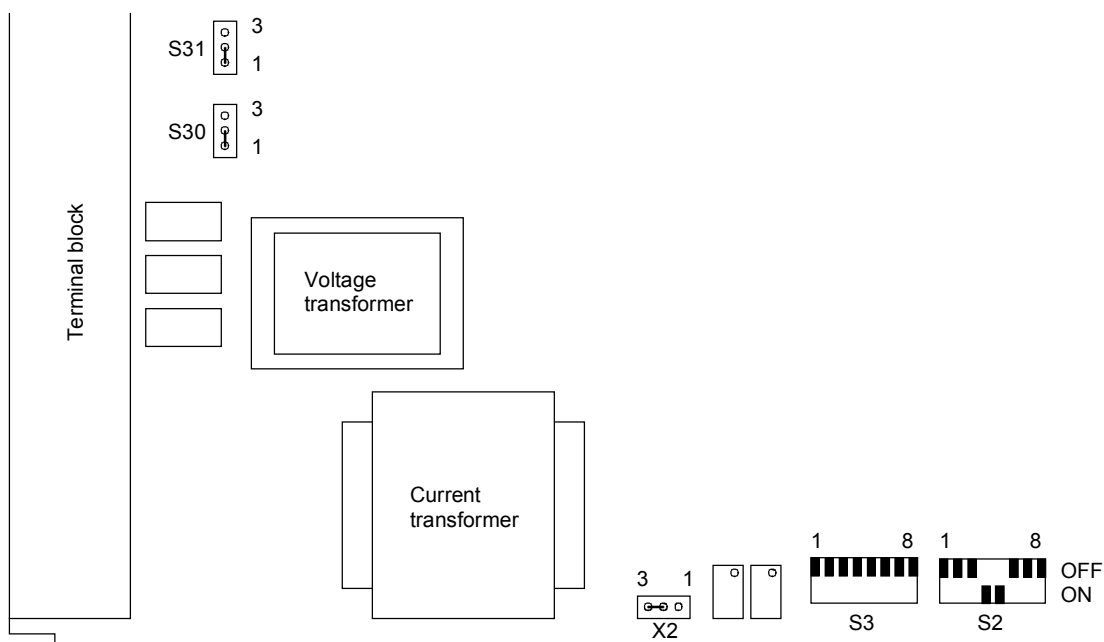 3
S31
1
3
S30
1
Terminal block
Voltage
transformer
Current
transformer
3 1
X2
1 8
S3
1 8
S2
OFF
ON